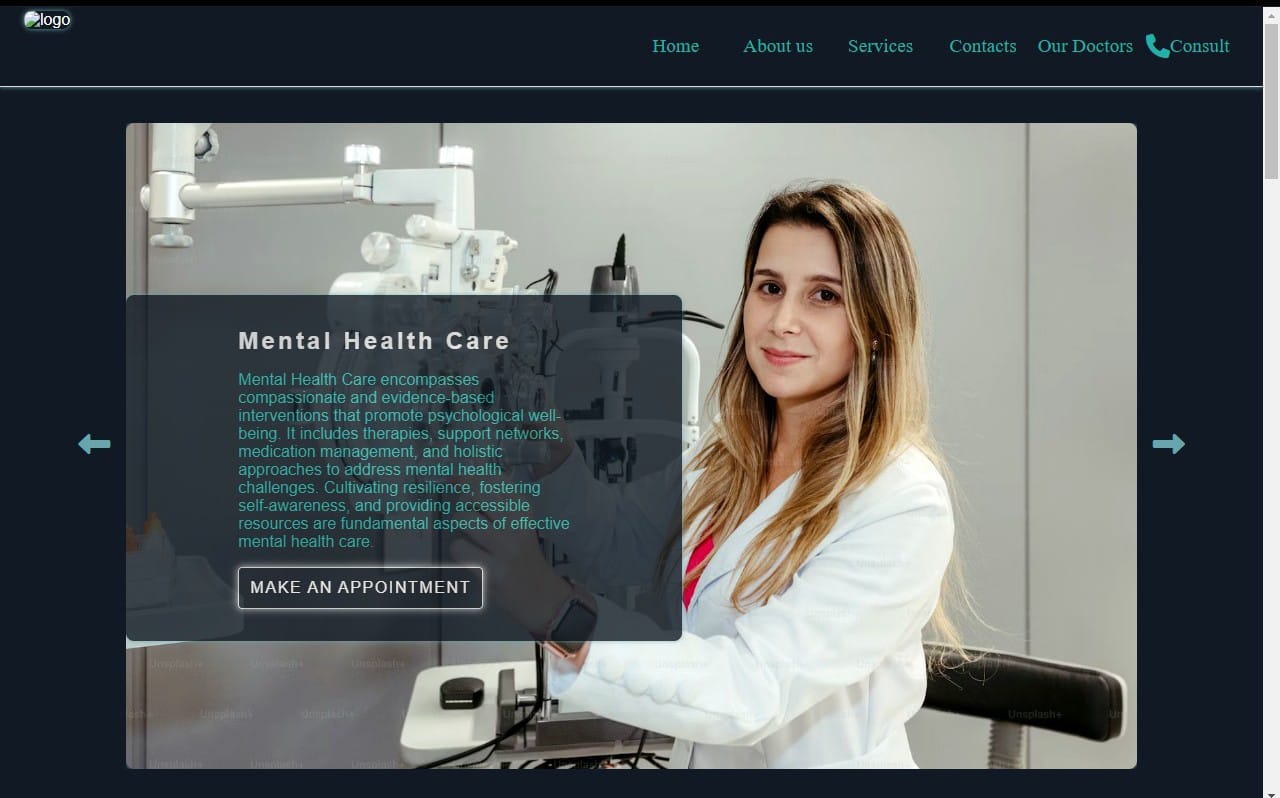 logo
Home About us Services Contacts Our Doctors Consult
Mental Health Care
Mental Health Care encompasses
compassionate and evidence-based
interventions that promote psychological well-
being. It includes therapies, support networks,
medication management, and holistic
approaches to address mental health
challenges. Cultivating resilience, fostering
self-awareness, and providing accessible
resources are fundamental aspects of effective
mental health care.
MAKE AN APPOINTMENT
Unsplash+ Unsplash+ Unsplash+ Unsplash+ Unsplash+
Unsplash+ Unsplash+ Unsplash+